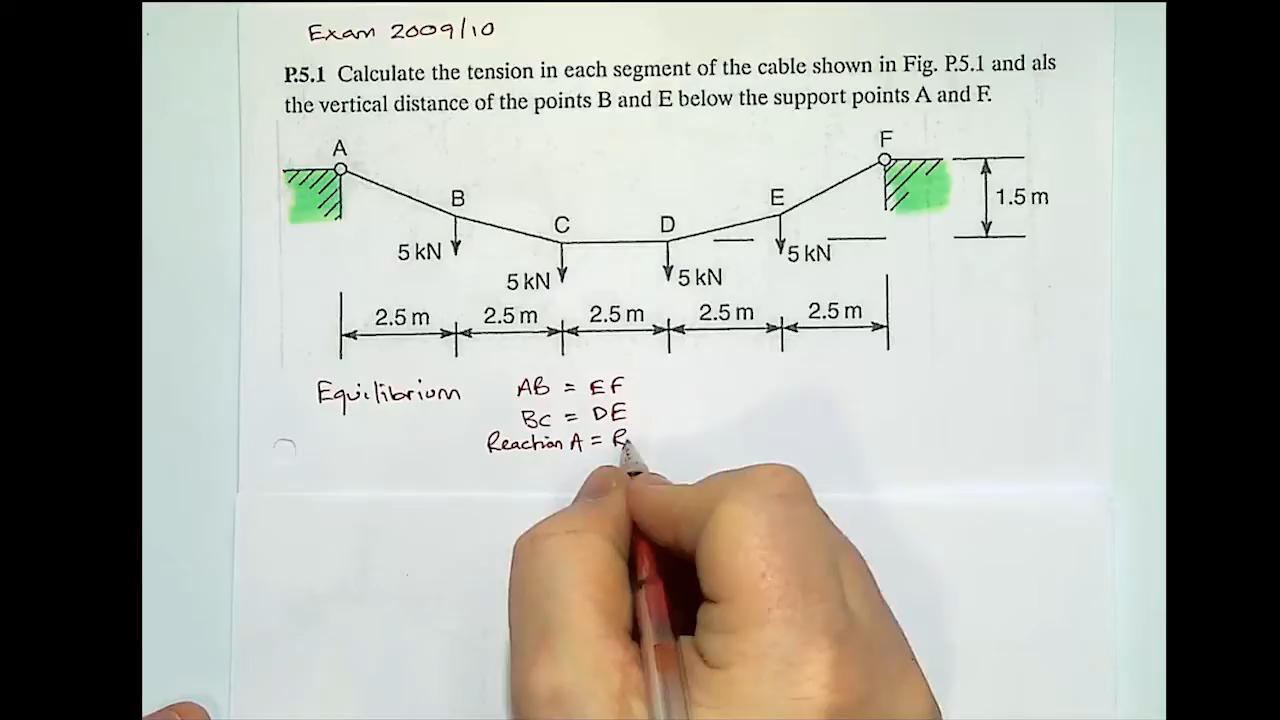 Exam 2009/10
P.5.1 Calculate the tension in each segment of the cable shown in Fig. P.5.1 and als
the vertical distance of the points B and E below the support points A and F.
A
F
B
E
1.5 m
C
D
5 kN
5 kN
5 kN
5 kN
2.5 m
2.5 m
2.5 m
2.5 m
2.5 m
Equilibrium
AB = EF
BC = DE
Reaction A = R